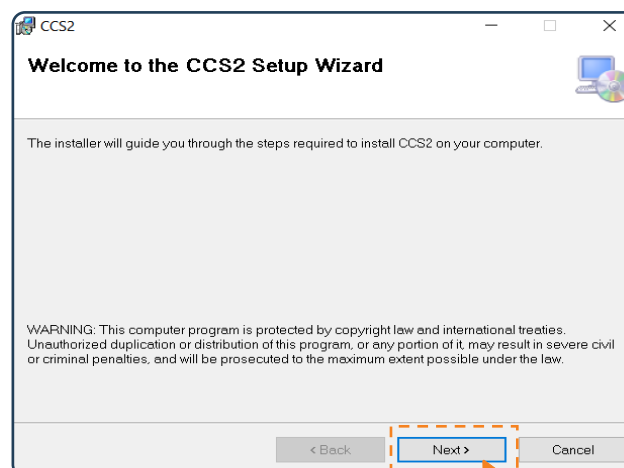 CCS2
Welcome to the CCS2 Setup Wizard
The installer will guide you through the steps required to install CCS2 on your computer.
WARNING: This computer program is protected by copyright law and international treaties.
Unauthorized duplication or distribution of this program, or any portion of it, may result in severe civil
or criminal penalties, and will be prosecuted to the maximum extent possible under the law.
< Back
Next >
Cancel